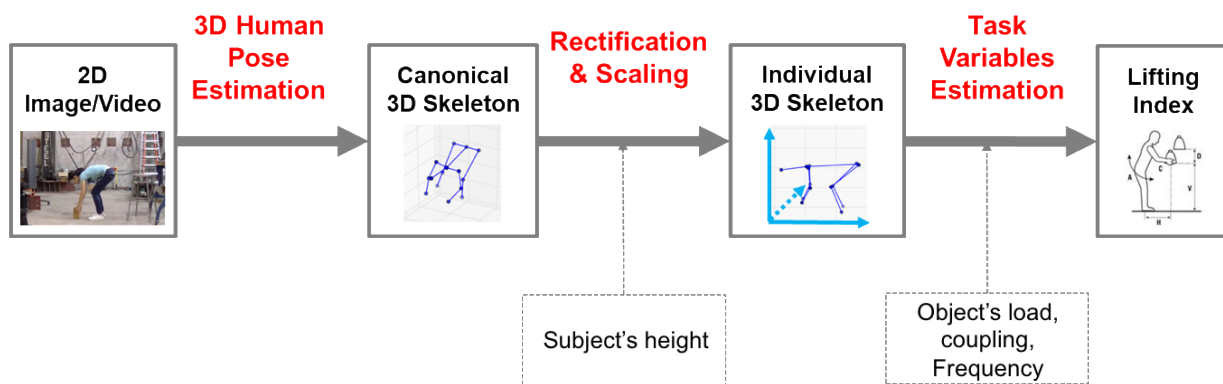 3D Human
Pose
Estimation
Rectification
& Scaling
Task
Variables
Estimation
2D
Image/Video
Canonical
3D Skeleton
Individual
3D Skeleton
Lifting
Index
A
C
D
V
H
Subject's height
Object's load,
coupling,
Frequency